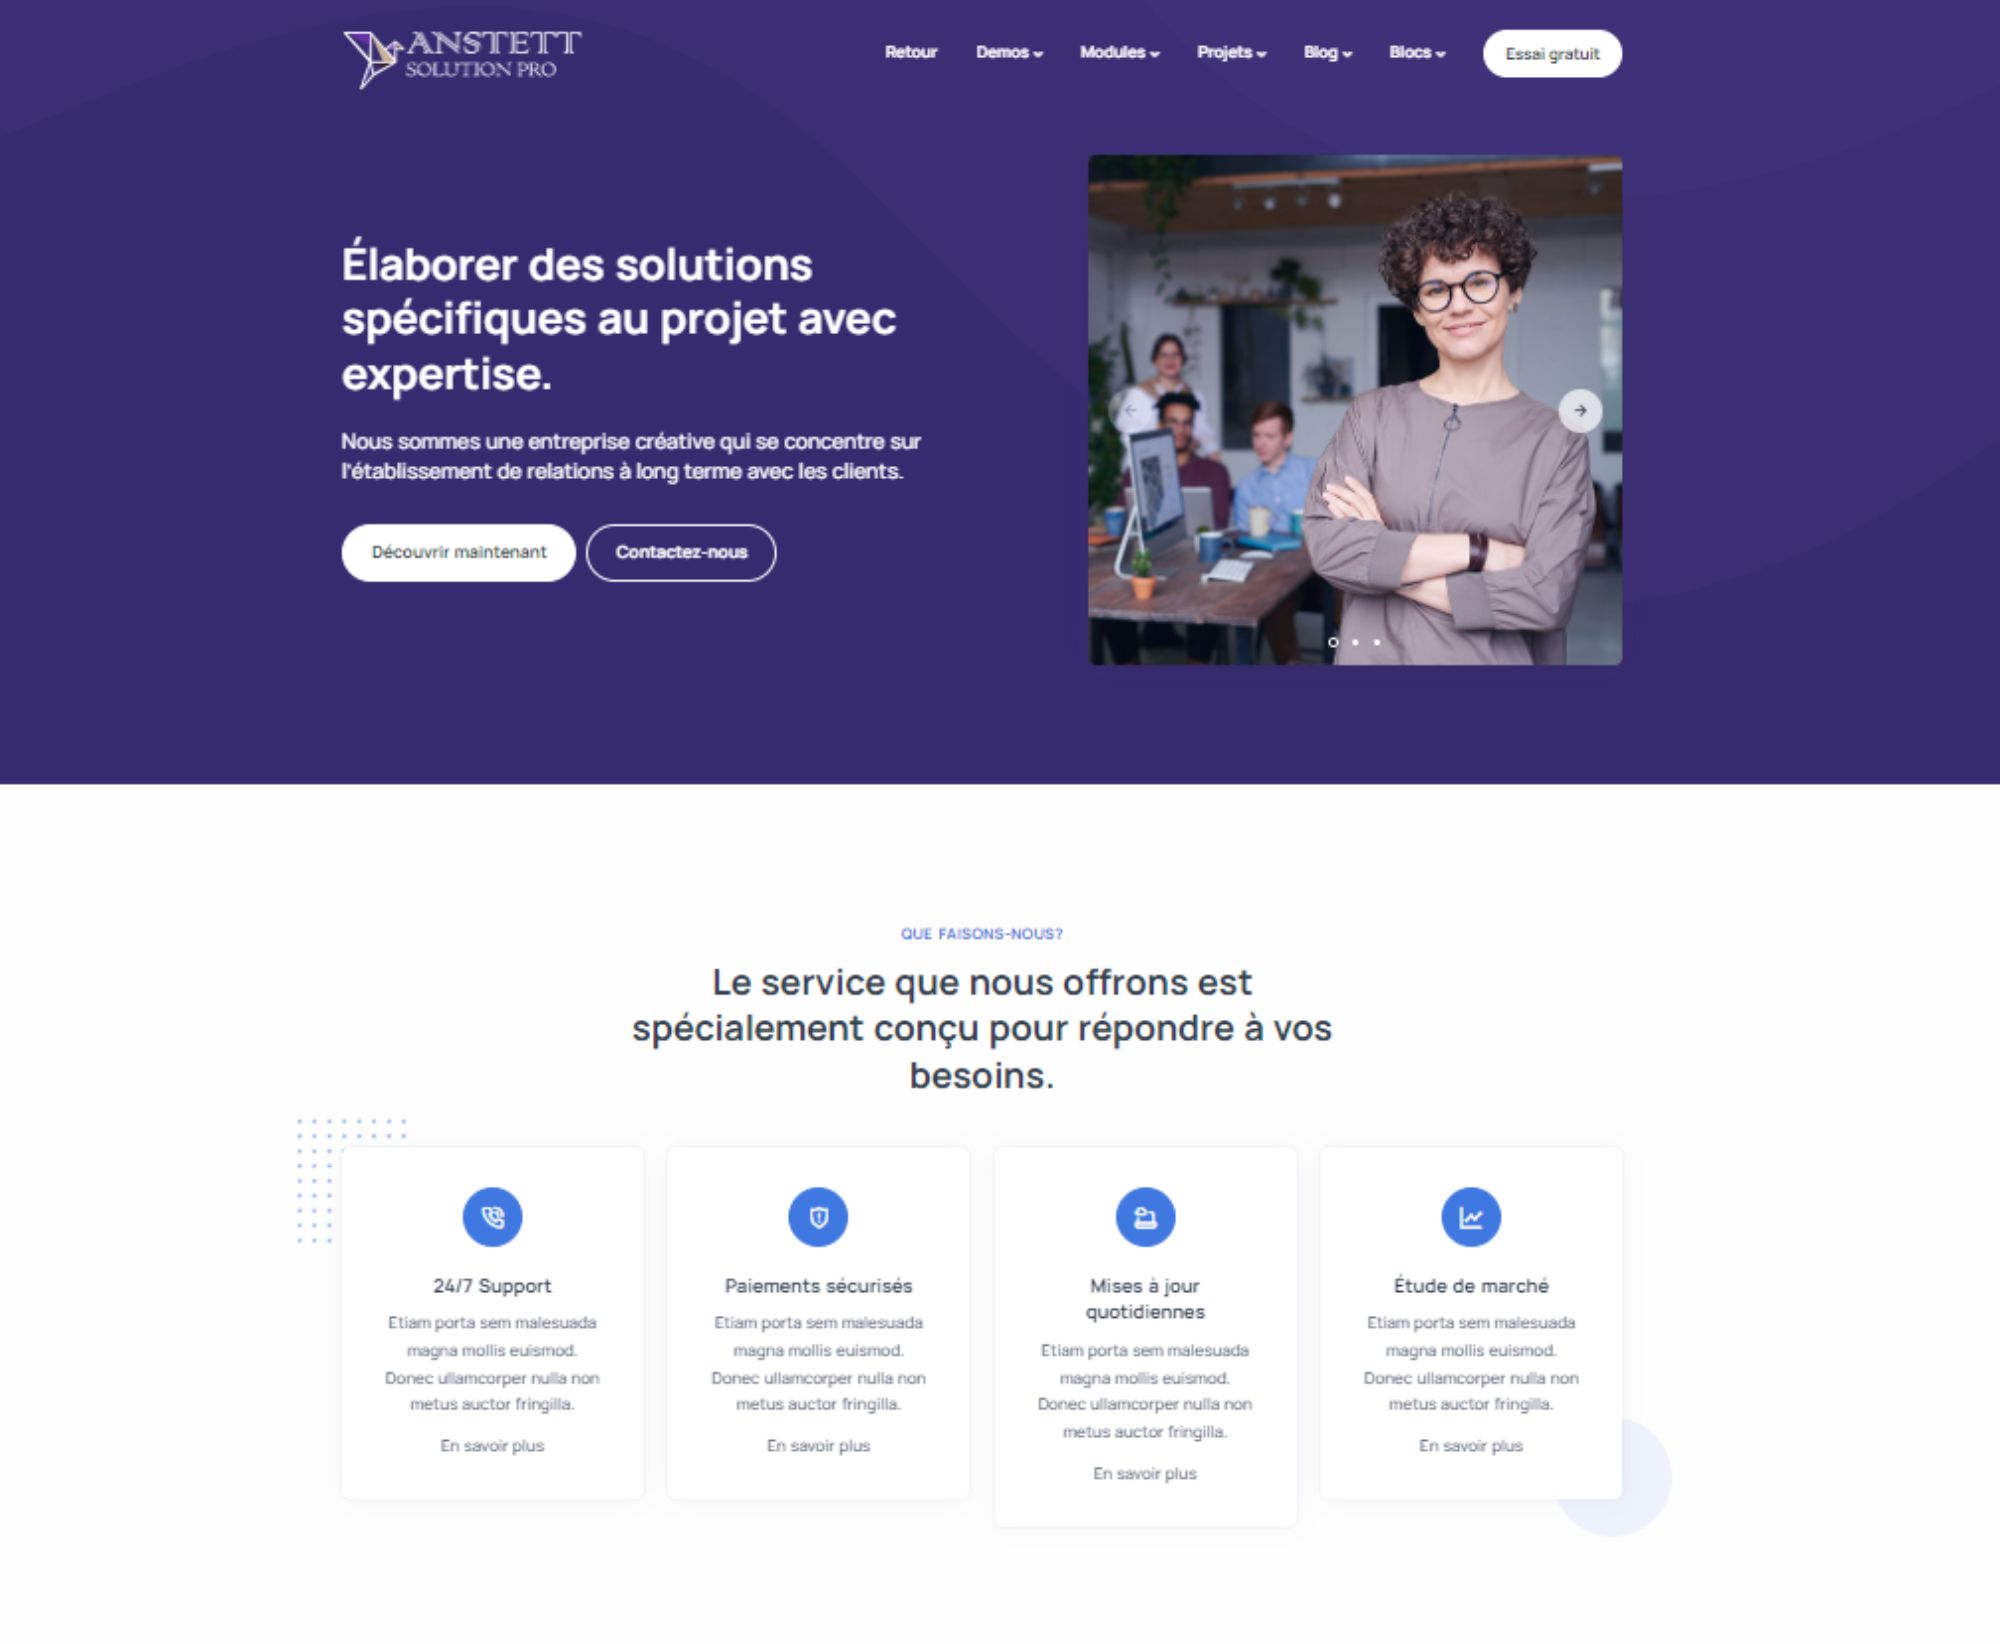 ANSTETT
SOLUTION PRO
Retour
Demos
Modules
Projets
Blog
Blocs
Essai gratuit
Élaborer des solutions
spécifiques au projet avec
expertise.
Nous sommes une entreprise créative qui se concentre sur
l'établissement de relations à long terme avec les clients.
Découvrir maintenant
Contactez-nous
QUE FAISONS-NOUS?
Le service que nous offrons est
spécialement conçu pour répondre à vos
besoins.
24/7 Support
Etiam porta sem malesuada
magna mollis euismod.
Donec ullamcorper nulla non
metus auctor fringilla.
En savoir plus
Paiements sécurisés
Etiam porta sem malesuada
magna mollis euismod.
Donec ullamcorper nulla non
metus auctor fringilla.
En savoir plus
Mises à jour
quotidiennes
Etiam porta sem malesuada
magna mollis euismod.
Donec ullamcorper nulla non
metus auctor fringilla.
En savoir plus
Étude de marché
Etiam porta sem malesuada
magna mollis euismod.
Donec ullamcorper nulla non
metus auctor fringilla.
En savoir plus